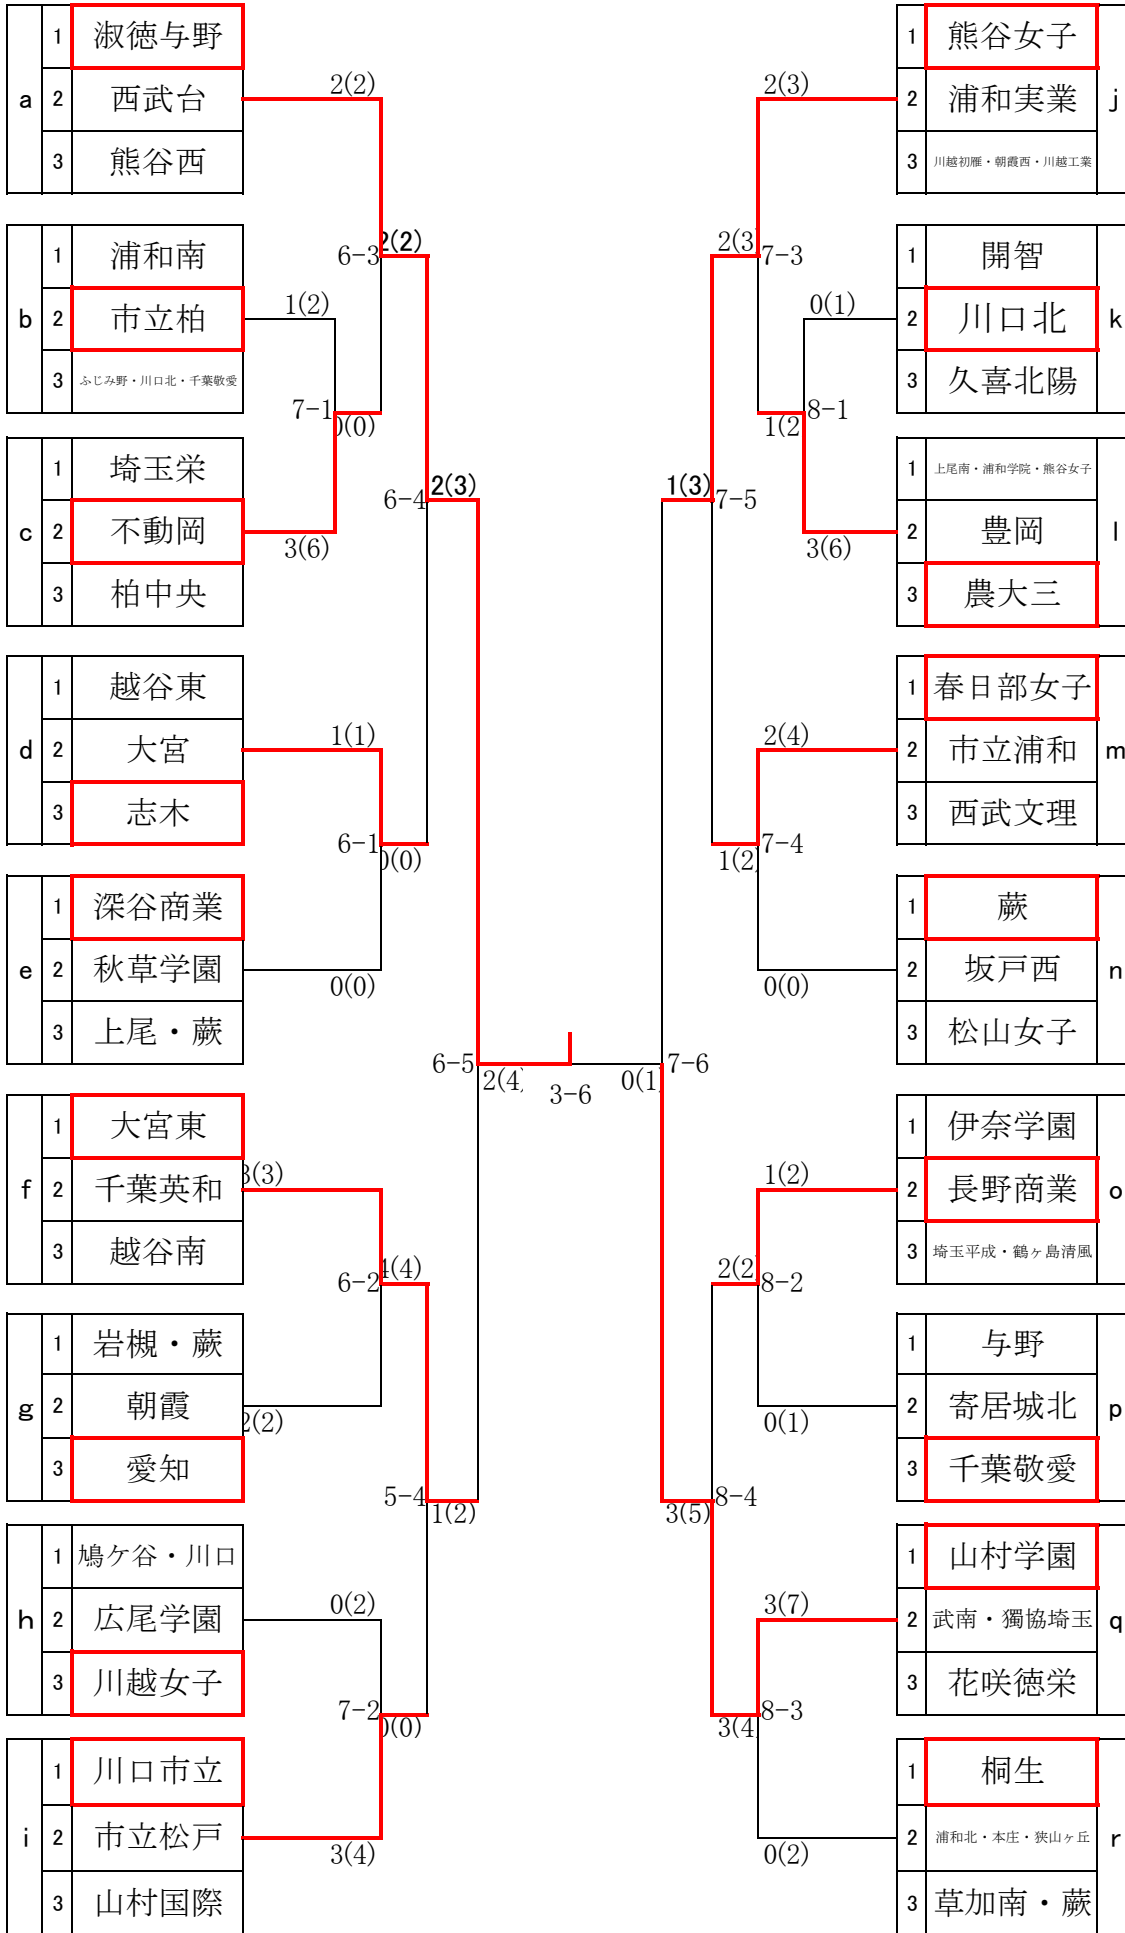 a
1 淑徳与野
2 西武台
3 熊谷西
2(2)
b
1 浦和南
2 市立柏
3 ふじみ野・川口北・千葉敬愛
6-3
2(2)
1(2)
7-1
0(0)
c
1 埼玉栄
2 不動岡
3 柏中央
3(6)
6-4
2(3)
d
1 越谷東
2 大宮
3 志木
1(1)
6-1
0(0)
e
1 深谷商業
2 秋草学園
3 上尾・蕨
0(0)
6-5
2(4)
3-6
f
1 大宮東
2 千葉英和
3 越谷南
3(3)
6-2
4(4)
g
1 岩槻・蕨
2 朝霞
3 愛知
2(2)
5-4
1(2)
h
1 鳩ケ谷・川口
2 広尾学園
3 川越女子
0(2)
7-2
0(0)
i
1 川口市立
2 市立松戸
3 山村国際
3(4)
1 熊谷女子
2 浦和実業
3 川越初雁・朝霞西・川越工業
j
2(3)
2(3
7-3
1 開智
2 川口北
3 久喜北陽
k
0(1)
8-1
1(2
1 上尾南・浦和学院・熊谷女子
2 豊岡
3 農大三
l
3(6)
1(3)
7-5
1 春日部女子
2 市立浦和
3 西武文理
m
2(4)
7-4
1(2
1 蕨
2 坂戸西
3 松山女子
n
0(0)
0(1
7-6
1 伊奈学園
2 長野商業
3 埼玉平成・鶴ヶ島清風
o
1(2)
2(2
8-2
1 与野
2 寄居城北
3 千葉敬愛
p
0(1)
3(5)
8-4
1 山村学園
2 武南・獨協埼玉
3 花咲徳栄
q
3(7)
3(4
8-3
1 桐生
2 浦和北・本庄・狭山ヶ丘
3 草加南・蕨
r
0(2)